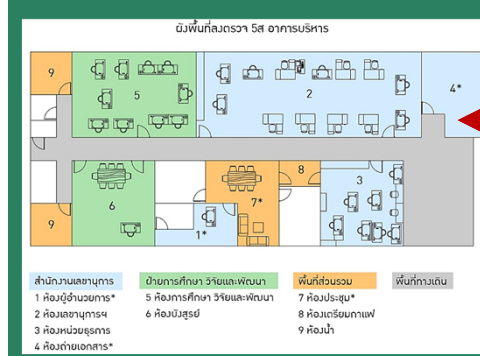 ผังพื้นที่ลงตรวจ 5ส อาคารบริหาร
9
5
2
4*
6
7*
8
3
9
1*
สำนักงานเลขานุการ
1 ห้องผู้อำนวยการ*
2 ห้องเลขานุการฯ
3 ห้องหน่วยธุรการ
4 ห้องถ่ายเอกสาร*
ฝ่ายการศึกษา วิจัยและพัฒนา
5 ห้องการศึกษา วิจัยและพัฒนา
6 ห้องบังสูรย์
พื้นที่ส่วนรวม
7 ห้องประชุม*
8 ห้องเตรียมกาแฟ
9 ห้องน้ำ
พื้นที่ทางเดิน